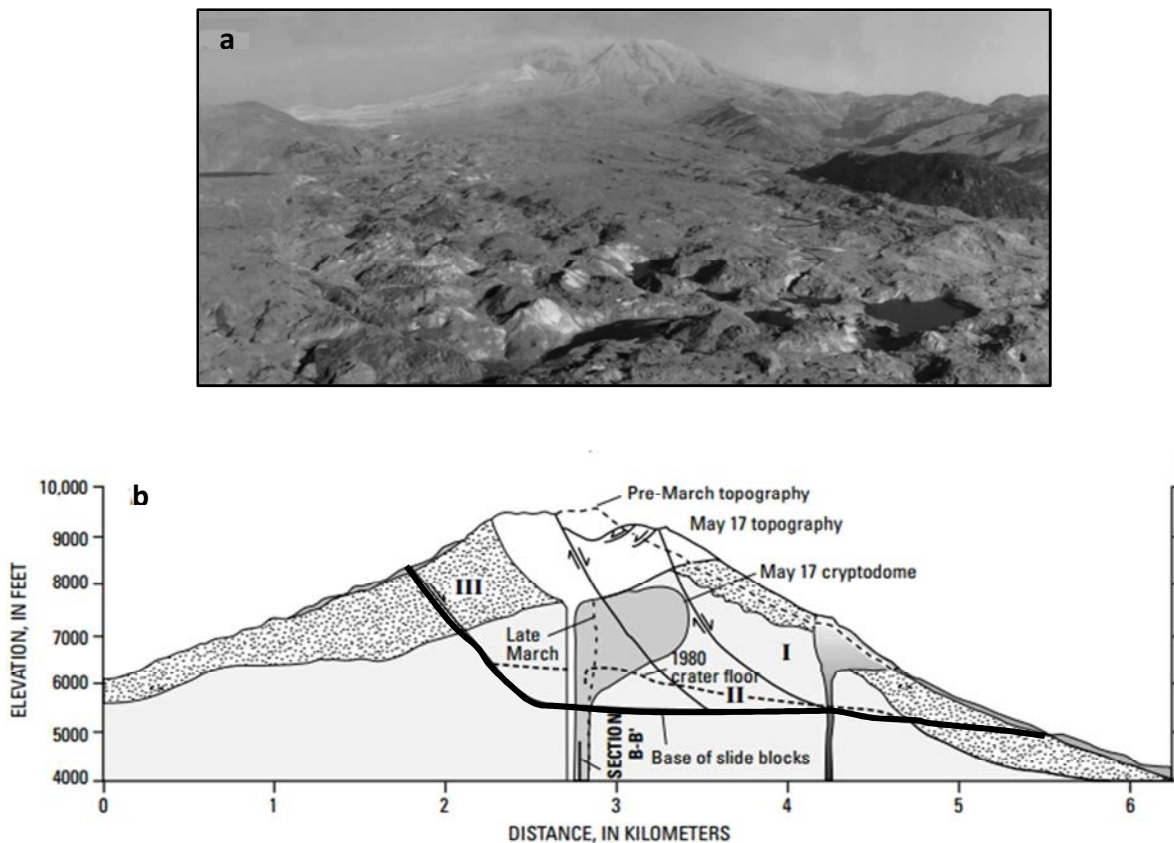 a
b
10,000
9000
8000
7000
6000
5000
4000
ELEVATION, IN FEET
Pre-March topography
May 17 topography
May 17 cryptodome
III
Late
March
I
1980
crater floor
II
SECTION
B-B'
Base of slide blocks
0 1 2 3 4 5 6
DISTANCE, IN KILOMETERS